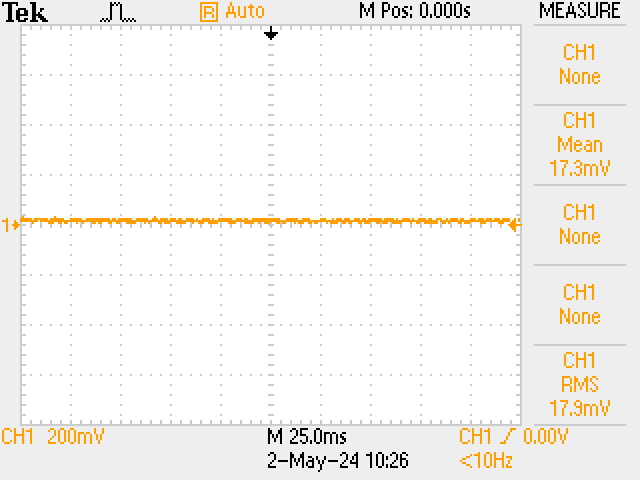 Tek R Auto M Pos: 0.000s MEASURE
CH1
None
CH1
Mean
17.3mV
CH1
None
CH1
None
CH1
RMS
17.9mV
1
CH1 200mV M 25.0ms CH1 0.00V
2-May-24 10:26 <10Hz